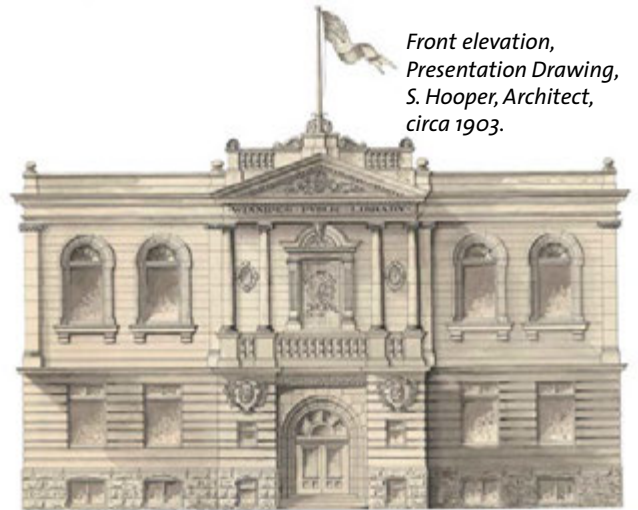 Front elevation,
Presentation Drawing,
S. Hooper, Architect,
circa 1903.
WINNIPEG PUBLIC LIBRARY